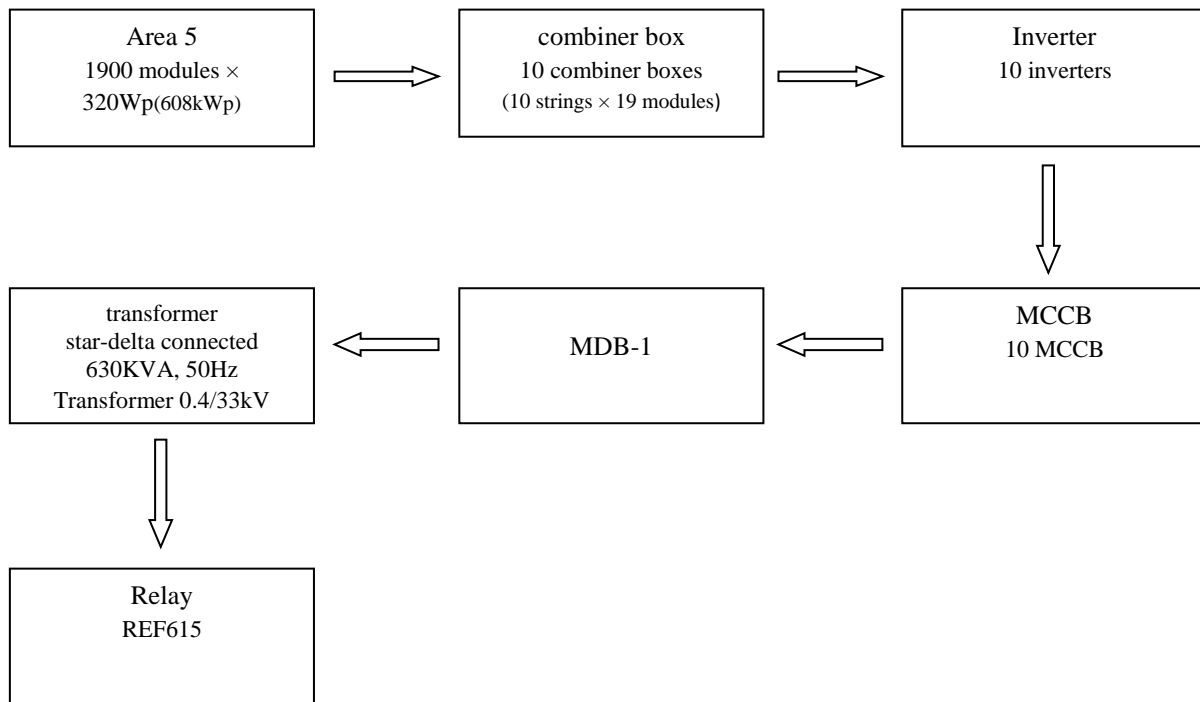 Area 5
1900 modules ×
320Wp(608kWp)
combiner box
10 combiner boxes
(10 strings × 19 modules)
Inverter
10 inverters
MCCB
10 MCCB
MDB-1
transformer
star-delta connected
630KVA, 50Hz
Transformer 0.4/33kV
Relay
REF615